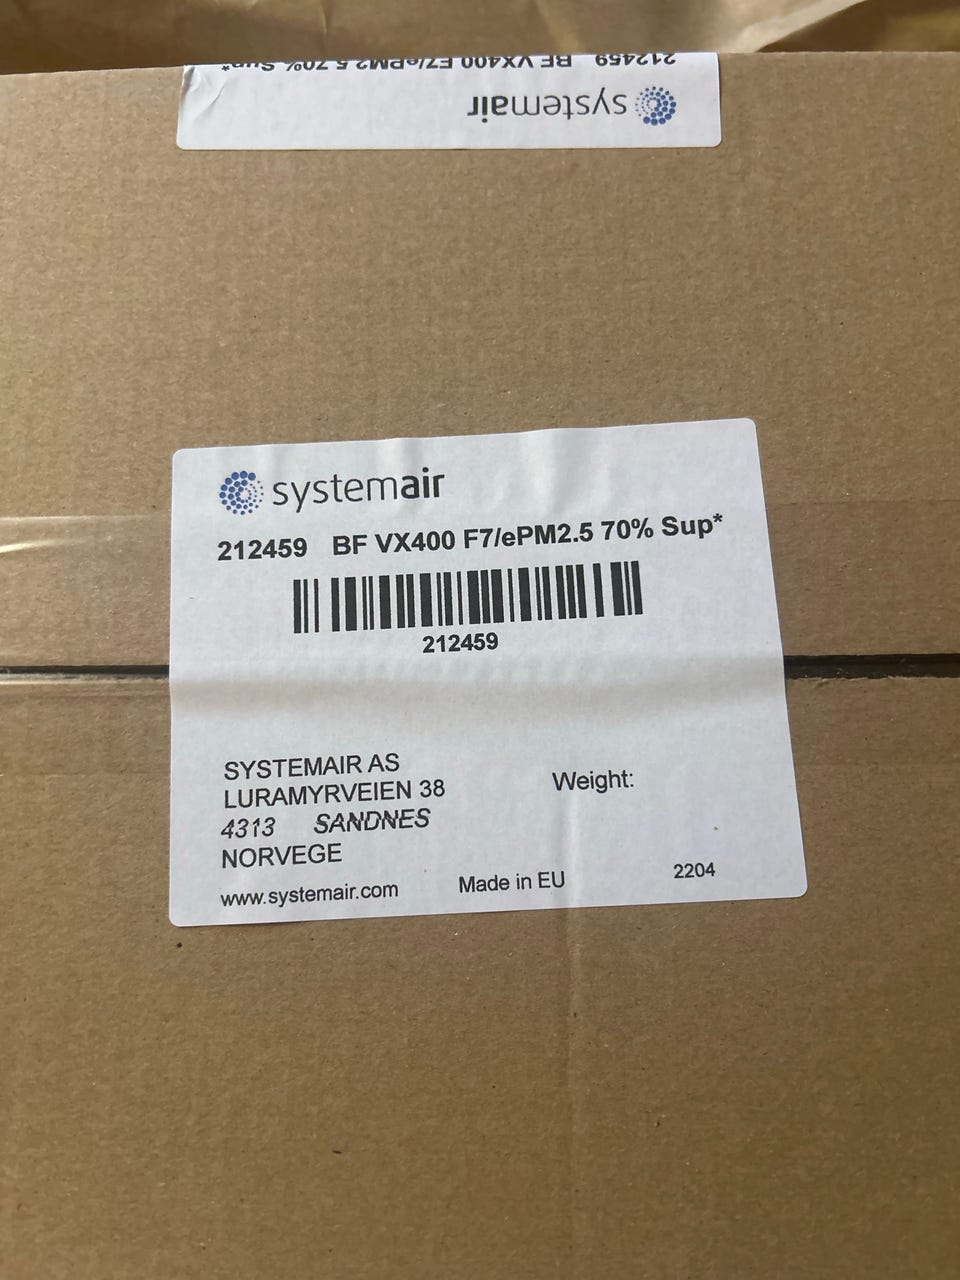 212459 BF VX400 F7/ePM2.5 70% Sup*
systemair
systemair
212459 BF VX400 F7/ePM2.5 70% Sup*
212459
SYSTEMAIR AS
LURAMYRVEIEN 38
4313 SANDNES
NORVEGE
Weight:
www.systemair.com
Made in EU
2204